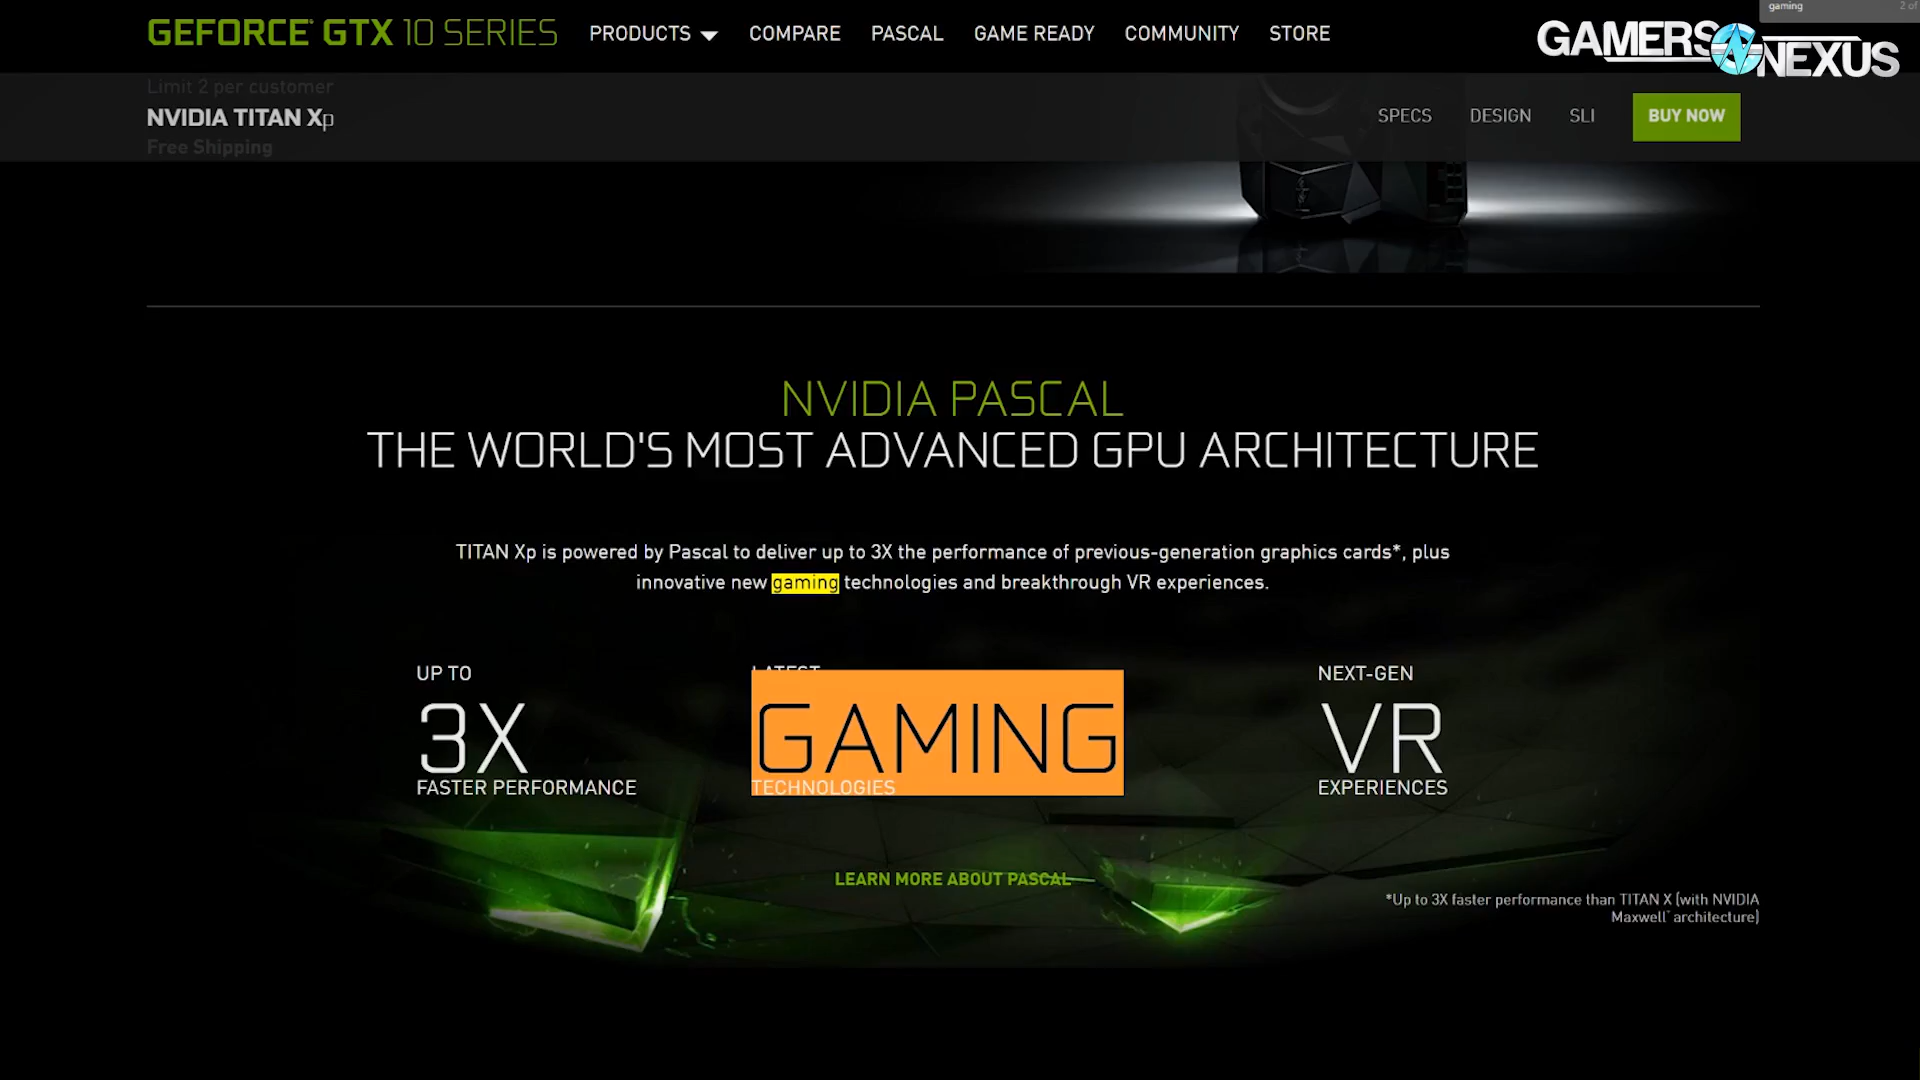 GEFORCE GTX 10 SERIES PRODUCTS COMPARE PASCAL GAME READY COMMUNITY STORE
gaming 2 of
GAMERS NEXUS
Limit 2 per customer
NVIDIA TITAN Xp SPECS DESIGN SLI BUY NOW
Free Shipping
NVIDIA PASCAL
THE WORLD'S MOST ADVANCED GPU ARCHITECTURE
TITAN Xp is powered by Pascal to deliver up to 3X the performance of previous-generation graphics cards*, plus
innovative new gaming technologies and breakthrough VR experiences.
UP TO
3X
FASTER PERFORMANCE
LATEST
GAMING
TECHNOLOGIES
NEXT-GEN
VR
EXPERIENCES
LEARN MORE ABOUT PASCAL
*Up to 3X faster performance than TITAN X (with NVIDIA
Maxwell™ architecture)